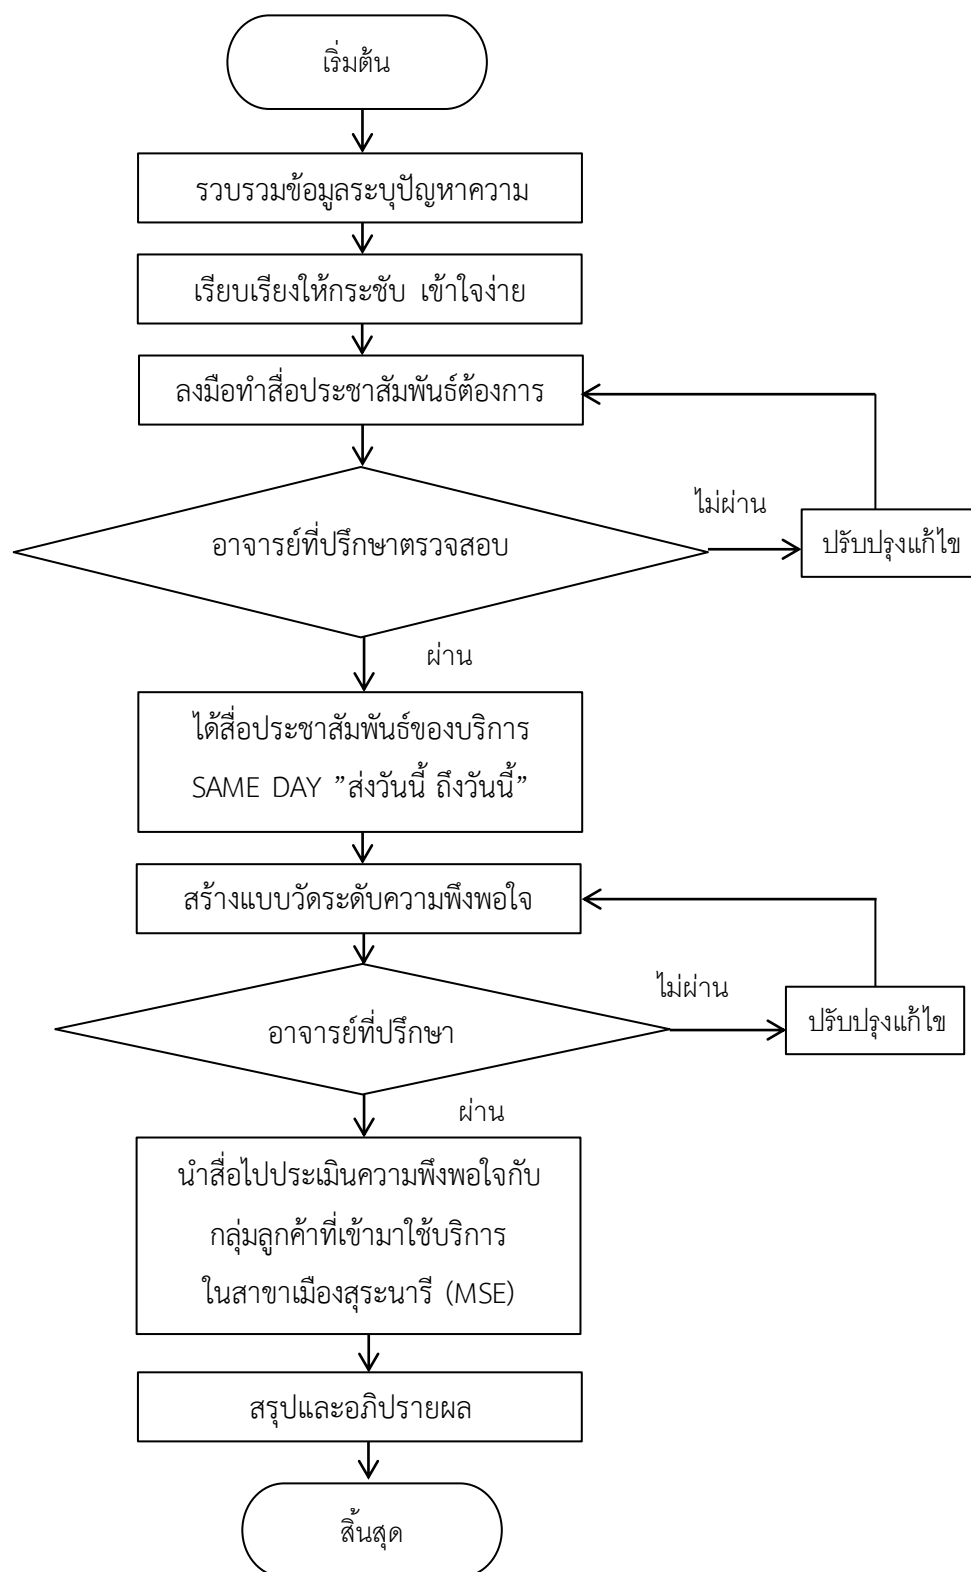 เริ่มต้น
รวบรวมข้อมูลระบุปัญหาความ
เรียบเรียงให้กระชับ เข้าใจง่าย
ลงมือทำสื่อประชาสัมพันธ์ต้องการ
อาจารย์ที่ปรึกษาตรวจสอบ
ไม่ผ่าน
ปรับปรุงแก้ไข
ผ่าน
ได้สื่อประชาสัมพันธ์ของบริการ
SAME DAY ”ส่งวันนี้ ถึงวันนี้”
สร้างแบบวัดระดับความพึงพอใจ
อาจารย์ที่ปรึกษา
ไม่ผ่าน
ปรับปรุงแก้ไข
ผ่าน
นำสื่อไปประเมินความพึงพอใจกับ
กลุ่มลูกค้าที่เข้ามาใช้บริการ
ในสาขาเมืองสุระนารี (MSE)
สรุปและอภิปรายผล
สิ้นสุด